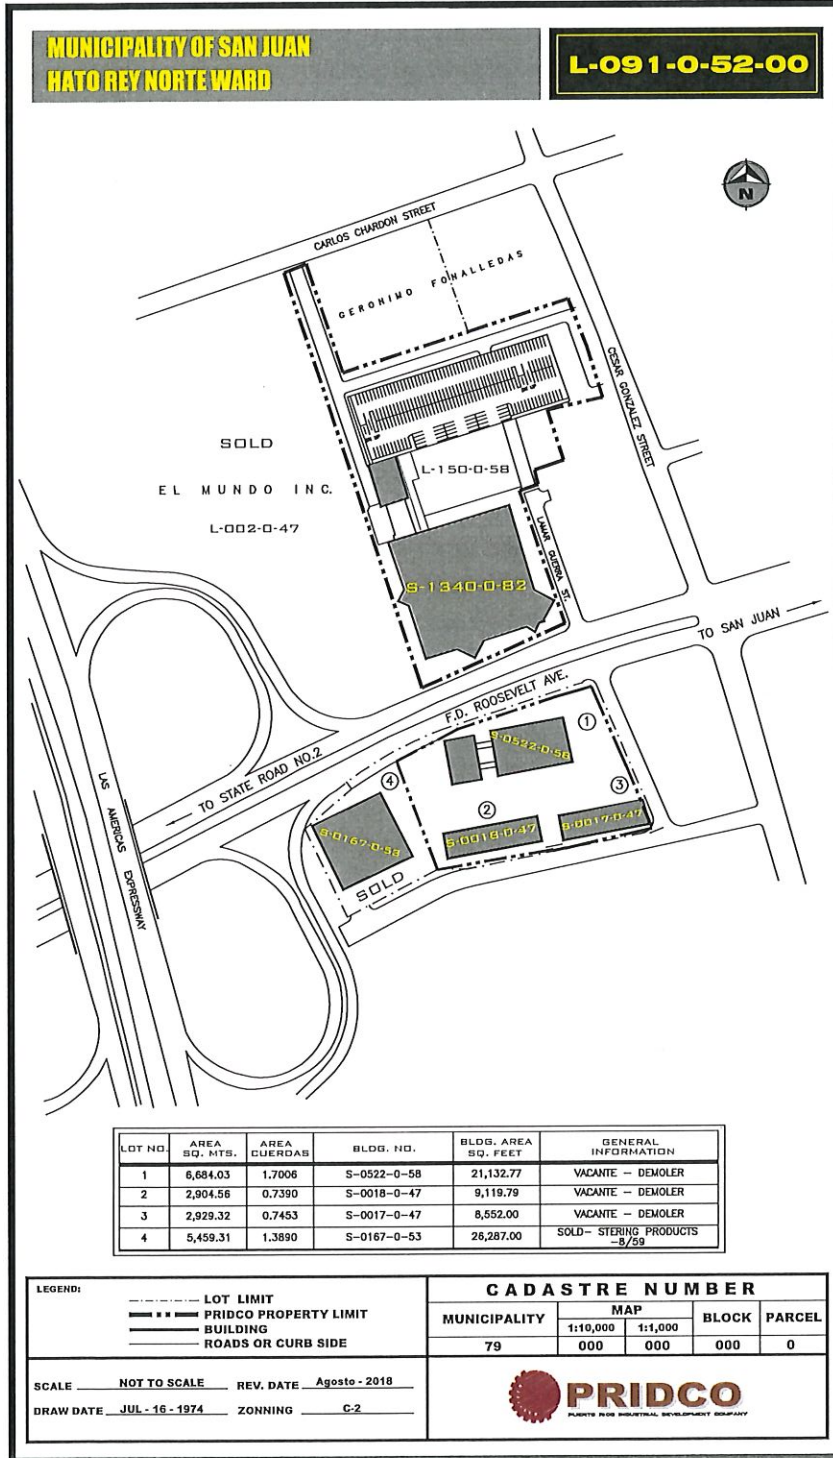 MUNICIPALITY OF SAN JUAN
HATO REY NORTE WARD
L-091-0-52-00
N
CARLOS CHARDON STREET
GERONIMO FONALLEDAS
CESAR GONZALEZ STREET
SOLD
EL MUNDO INC.
L-002-0-47
L-150-0-58
S-1340-0-82
LAMAR GUERRA ST.
TO SAN JUAN
F.D. ROOSEVELT AVE.
TO STATE ROAD NO.2
LAS AMERICAS EXPRESSWAY
1
S-0522-0-58
4
3
2
S-0167-0-53
S-0018-0-47
S-0017-0-47
SOLD
LOT NO. AREA SQ. MTS. AREA CUERDAS BLDG. NO. BLDG. AREA SQ. FEET GENERAL INFORMATION
1 6,684.03 1.7006 S-0522-0-58 21,132.77 VACANTE - DEMOLER
2 2,904.56 0.7390 S-0018-0-47 9,119.79 VACANTE - DEMOLER
3 2,929.32 0.7453 S-0017-0-47 8,552.00 VACANTE - DEMOLER
4 5,459.31 1.3890 S-0167-0-53 26,287.00 SOLD- STERING PRODUCTS -8/59
LEGEND:
LOT LIMIT
PRIDCO PROPERTY LIMIT
BUILDING
ROADS OR CURB SIDE
SCALE NOT TO SCALE REV. DATE Agosto - 2018
DRAW DATE JUL - 16 - 1974 ZONNING C-2
CADASTRE NUMBER
MUNICIPALITY MAP BLOCK PARCEL
1:10,000 1:1,000
79 000 000 000 0
PRIDCO
PUERTO RICO INDUSTRIAL DEVELOPMENT COMPANY